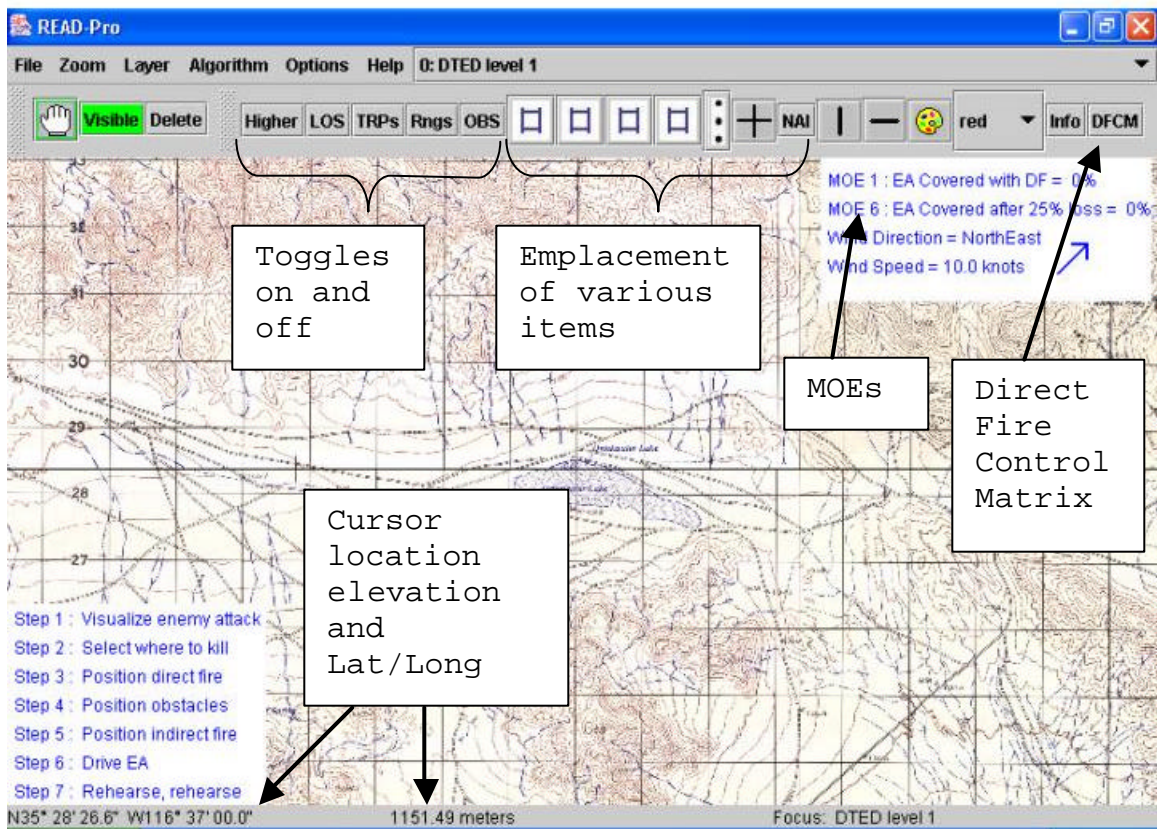 READ-Pro
File Zoom Layer Algorithm Options Help 0: DTED level 1
Visible Delete Higher LOS TRPs Rngs OBS NAI red Info DFCM
MOE 1 : EA Covered with DF = 0%
MOE 6 : EA Covered after 25% loss = 0%
Wind Direction = NorthEast
Wind Speed = 10.0 knots
Toggles
on and
off
Emplacement
of various
items
MOEs
Direct
Fire
Control
Matrix
31
30
29
28
27
Cursor
location
elevation
and
Lat/Long
Step 1 : Visualize enemy attack
Step 2 : Select where to kill
Step 3 : Position direct fire
Step 4 : Position obstacles
Step 5 : Position indirect fire
Step 6 : Drive EA
Step 7 : Rehearse, rehearse
N35° 28' 26.6" W116° 37' 00.0" 1151.49 meters Focus: DTED level 1